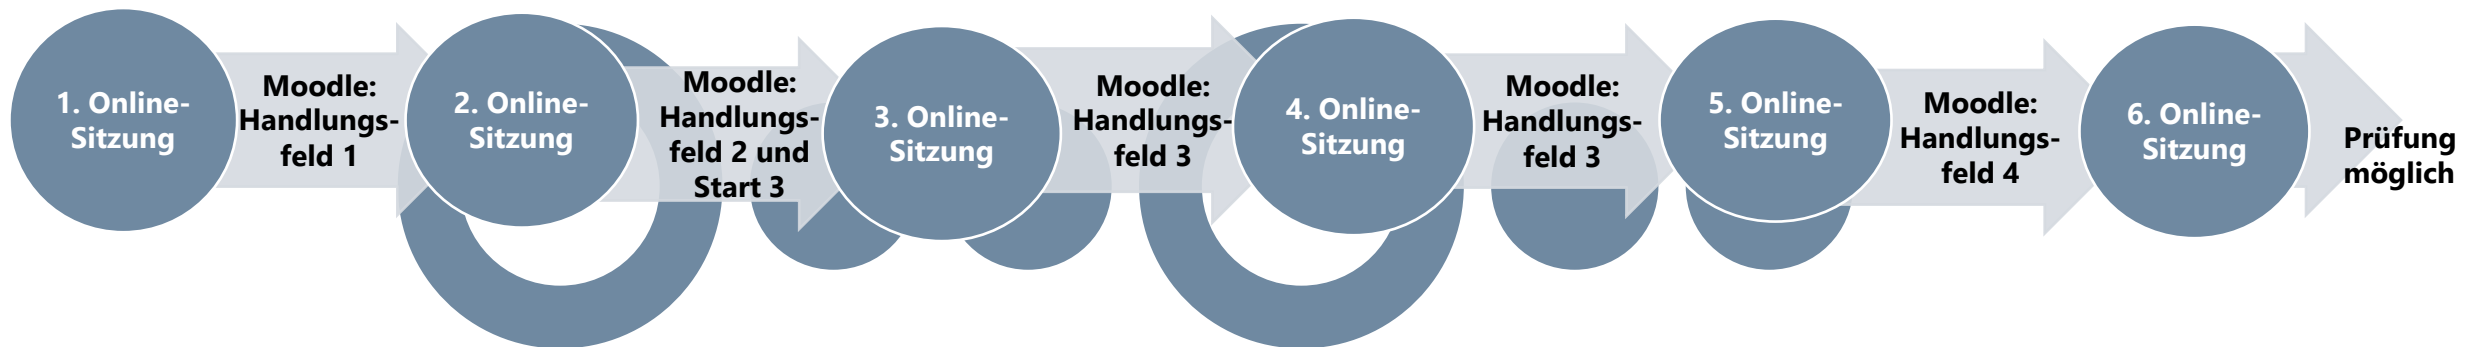 1. Online-
Sitzung
Moodle:
Handlungs-
feld 1
2. Online-
Sitzung
Moodle:
Handlungs-
feld 2 und
Start 3
3. Online-
Sitzung
Moodle:
Handlungs-
feld 3
4. Online-
Sitzung
Moodle:
Handlungs-
feld 3
5. Online-
Sitzung
Moodle:
Handlungs-
feld 4
6. Online-
Sitzung
Prüfung
möglich